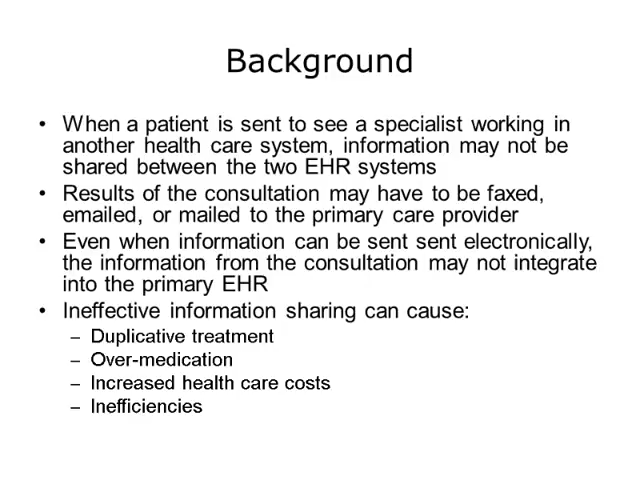 Background
• When a patient is sent to see a specialist working in
another health care system, information may not be
shared between the two EHR systems
• Results of the consultation may have to be faxed,
emailed, or mailed to the primary care provider
• Even when information can be sent sent electronically,
the information from the consultation may not integrate
into the primary EHR
• Ineffective information sharing can cause:
– Duplicative treatment
– Over-medication
– Increased health care costs
– Inefficiencies